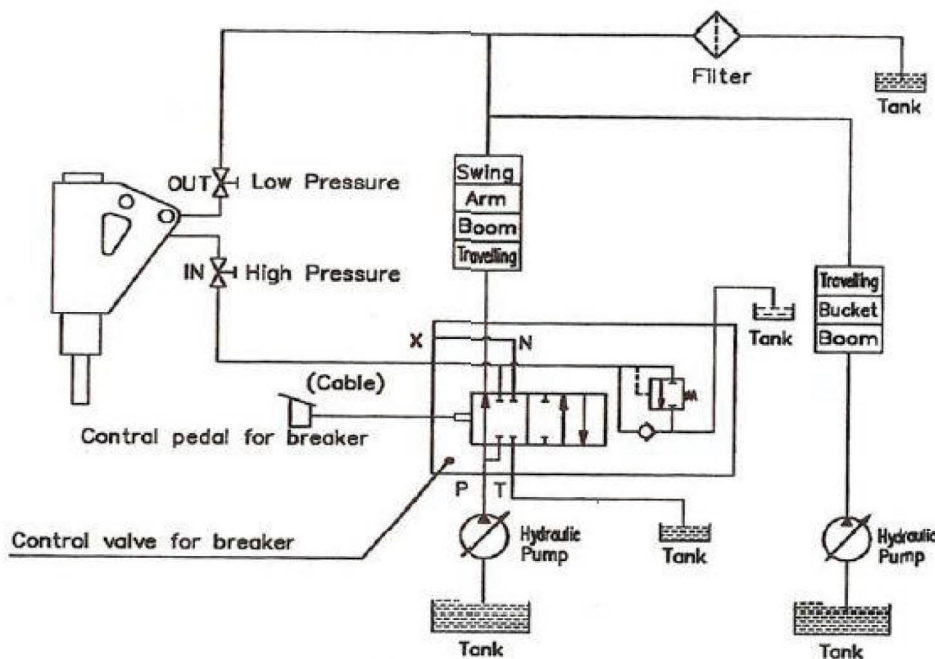 Filter
Tank
OUT Low Pressure
Swing
Arm
Boom
Travelling
IN High Pressure
Travelling
Bucket
Boom
Tank
X
N
(Cable)
Control pedal for breaker
P T
Control valve for breaker
Hydraulic
Pump
Tank
Hydraulic
Pump
Tank
Tank